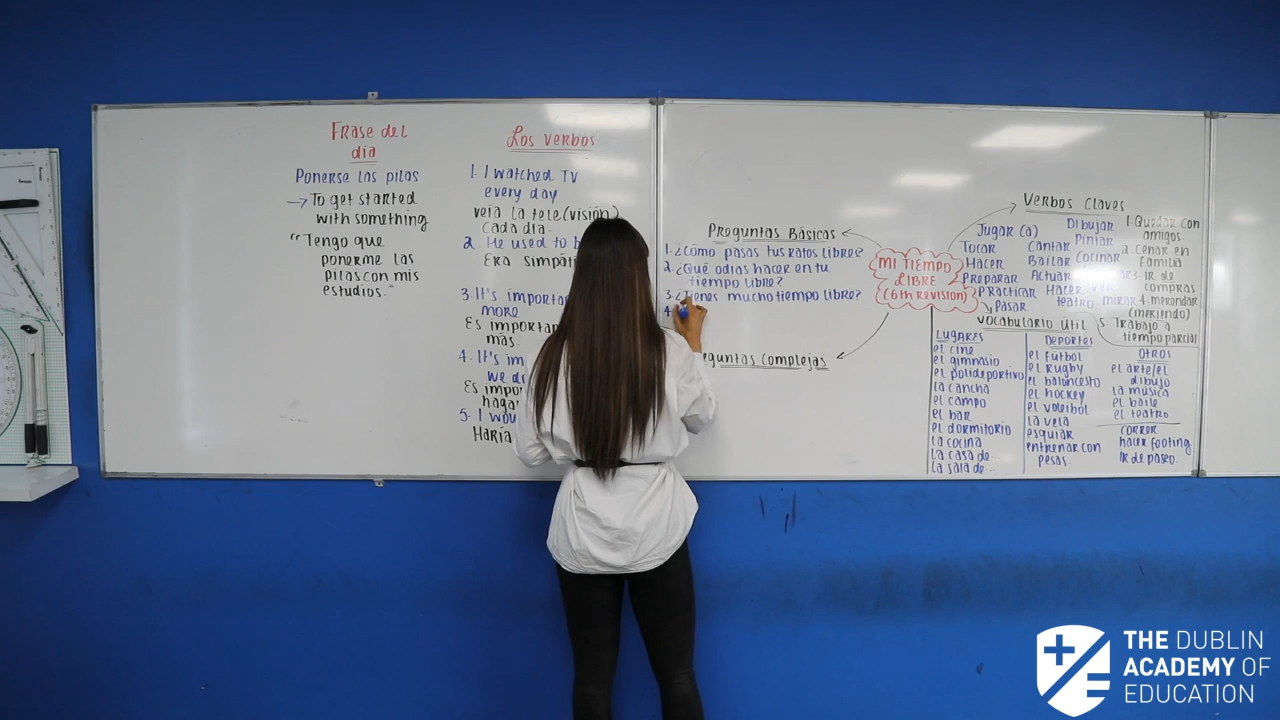 Frase del
día
Ponerse las pilas
→ To get started
with something
"Tengo que
ponerme las
pilas con mis
estudios."
Los verbos
1. I watched TV
every day
veía la tele(visión)
cada día.
2. He used to
Era
3. It's
more
Es
más.
4. It's
we
Es
haga
5. I
Haría
Preguntas Básicas
1. ¿Cómo pasas tus ratos libres?
2. ¿Qué odias hacer en tu
tiempo libre?
3. ¿Tienes mucho tiempo libre?
4.
Complejas
MI TIEMPO
LIBRE
(6th REVISION)
Verbos Claves
Jugar (a)
Dibujar
Tocar
Cantar
Pintar
Hacer
Bailar
Cocinar
Preparar
Actuar
Practicar
Hacer
Ver
Pasar
teatro
mirar
1. Quedar con
amigos.
2. Cenar en
familia
3. Ir de
compras
4. merendar
(meriendo)
5. Trabajo a
tiempo parcial
Vocabulario Útil
LUGARES
el cine
el gimnasio
el polideportivo
la cancha
el campo
el bar
el dormitorio
la cocina
la casa de...
la sala de...
DEPORTES
el fútbol
el rugby
el baloncesto
el hockey
el voleibol
la vela
esquiar
entrenar con
pesas.
OTROS
el arte/el
dibujo
la música
el baile
el teatro
correr
hacer footing
Ir de paseo.
THE DUBLIN
ACADEMY OF
EDUCATION